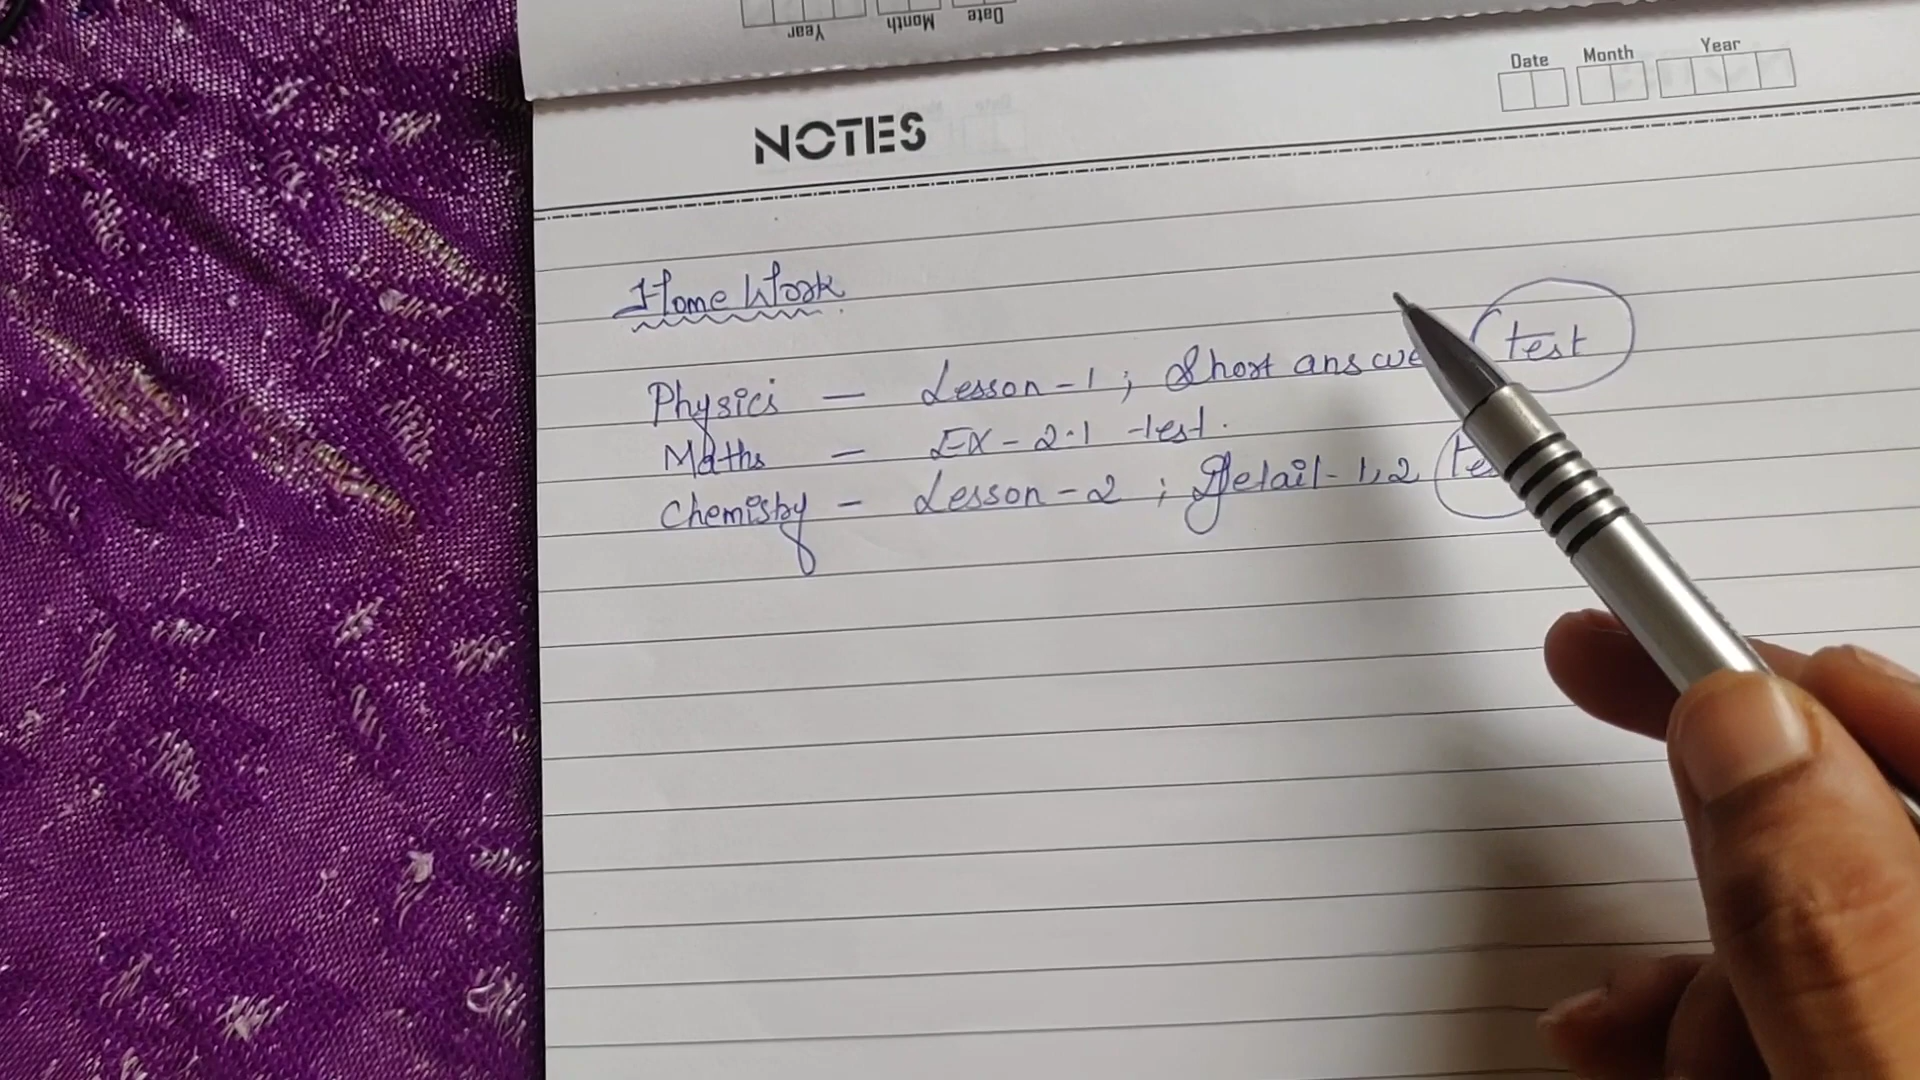 Year Month Date
Date Month Year
NOTES
Home Work
Physics — Lesson-1; Short answe test
Maths — Ex-2.1 test.
Chemistry — Lesson-2; Detail-1,2 te